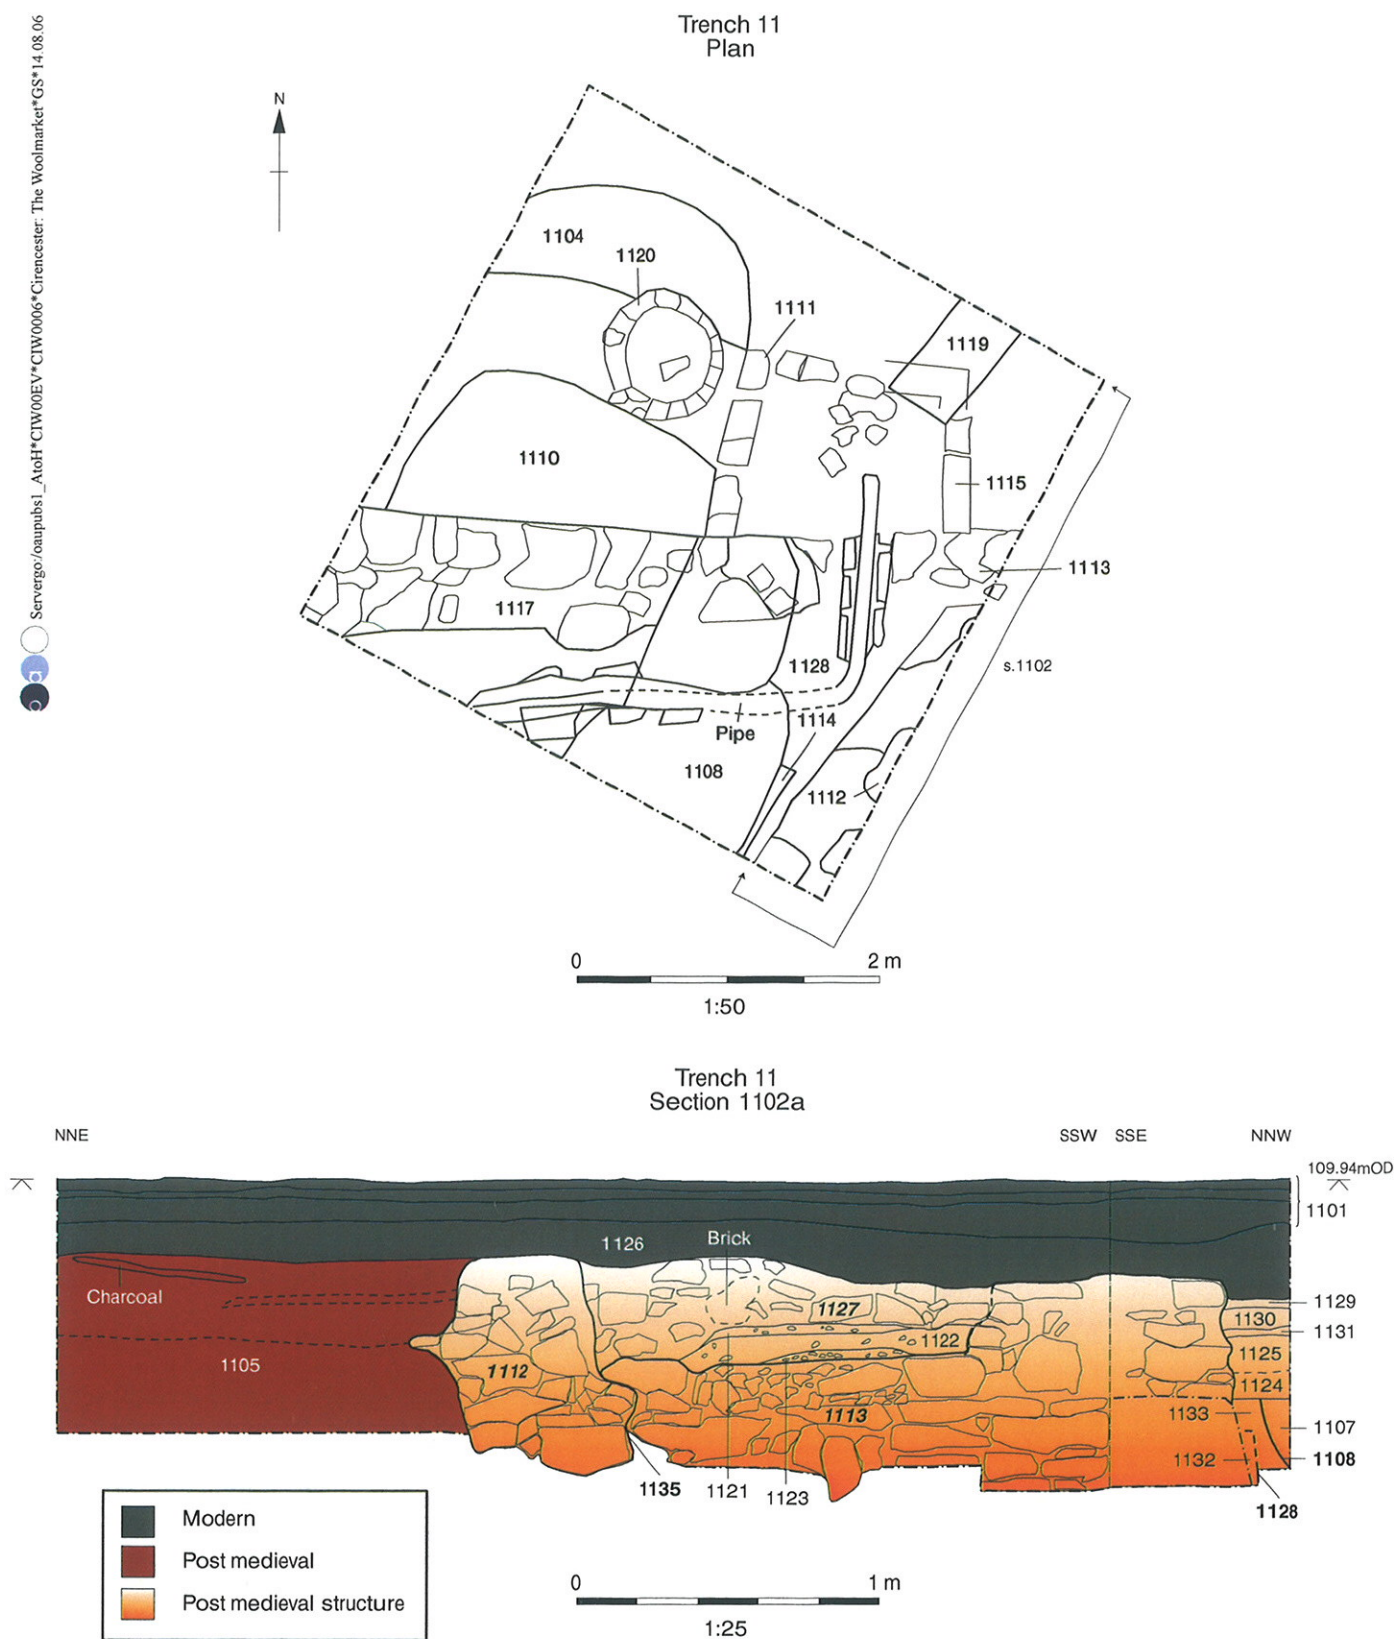 Servergo:/oaupubs1_AtoH*CIW00EV*CIW0006*Cirencester: The Woolmarket*GS*14.08.06
Trench 11
Plan
N
1104
1120
1111
1119
1110
1115
1113
1117
1128
s.1102
1114
Pipe
1108
1112
0 2 m
1:50
Trench 11
Section 1102a
NNE SSW SSE NNW
109.94mOD
1101
1126
Brick
Charcoal
1127
1129
1130
1131
1122
1105
1112
1125
1124
1113
1133
1107
1132
1108
1135
1121
1123
1128
Modern
Post medieval
Post medieval structure
0 1 m
1:25